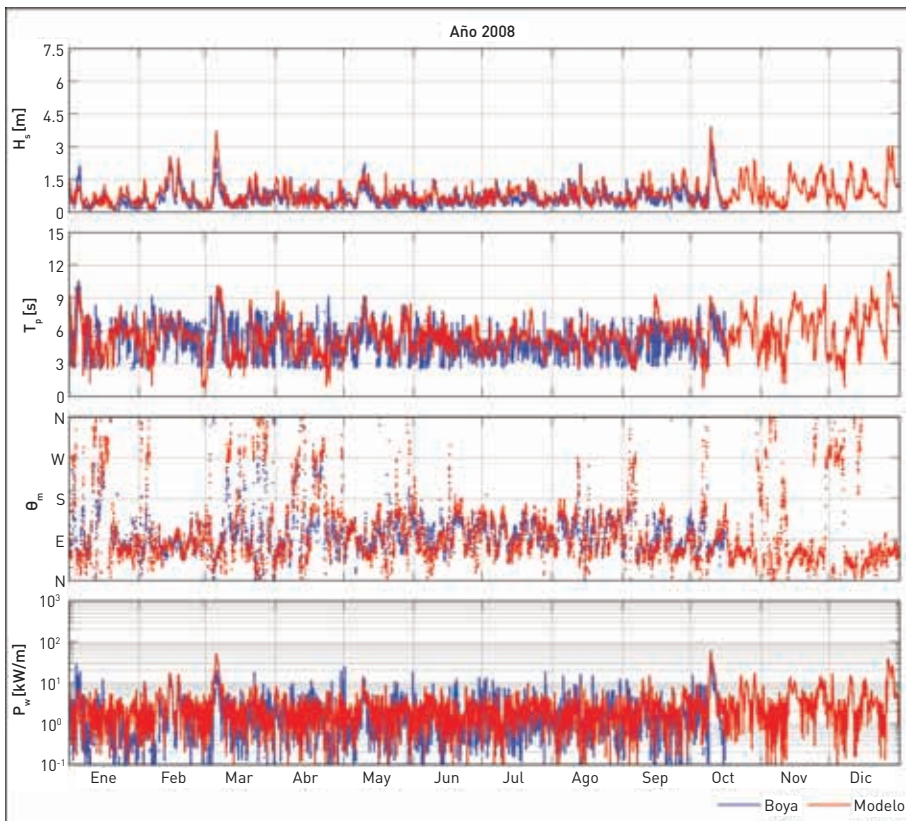 Año 2008
7.5
6
4.5
3
1.5
0
Hs [m]
15
12
9
6
3
0
Tp [s]
N
W
S
E
N
θm
10³
10²
10¹
10⁰
10⁻¹
Pw [kW/m]
Ene Feb Mar Abr May Jun Jul Ago Sep Oct Nov Dic
Boya Modelo